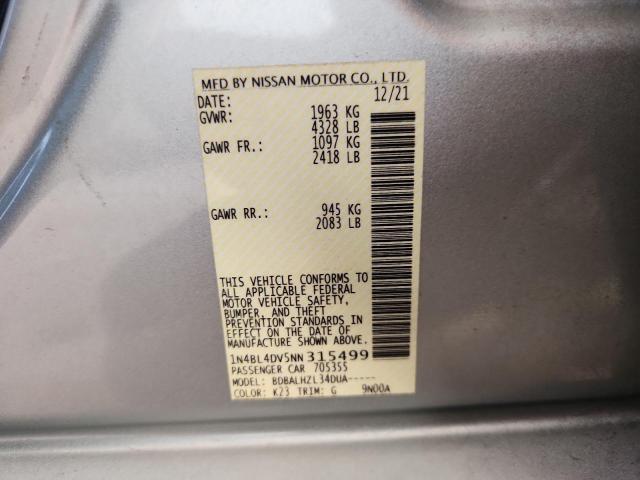 MFD BY NISSAN MOTOR CO., LTD.
DATE: 12/21
GVWR: 1963 KG
4328 LB
GAWR FR.: 1097 KG
2418 LB
GAWR RR.: 945 KG
2083 LB
THIS VEHICLE CONFORMS TO
ALL APPLICABLE FEDERAL
MOTOR VEHICLE SAFETY,
BUMPER, AND THEFT
PREVENTION STANDARDS IN
EFFECT ON THE DATE OF
MANUFACTURE SHOWN ABOVE.
1N4BL4DV5NN315499
PASSENGER CAR 705355
MODEL: BDBALHZL34DUA-----
COLOR: K23 TRIM: G 9N00A